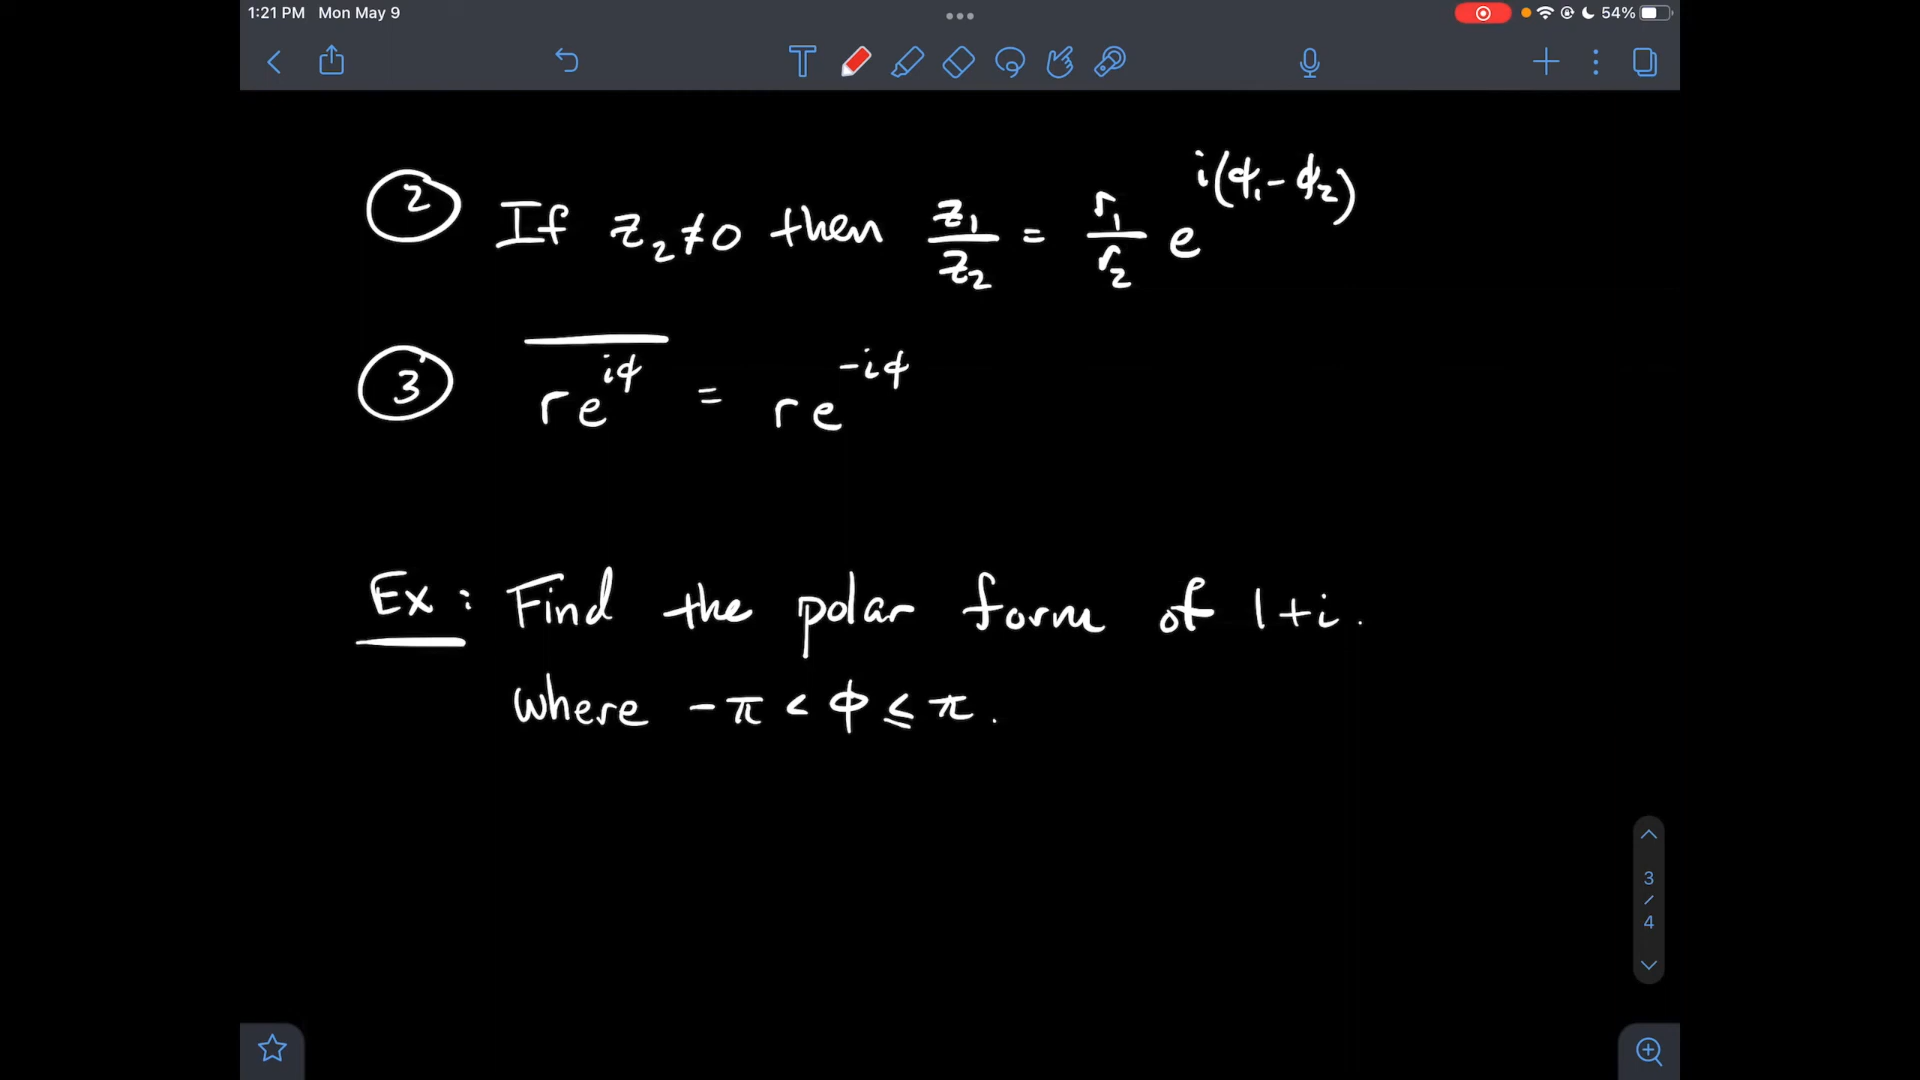 1:21 PM Mon May 9
54%
② If z₂≠0 then z₁/z₂ = r₁/r₂ e^{i(ϕ₁-ϕ₂)}
③ \overline{re^{iϕ}} = re^{-iϕ}
Ex: Find the polar form of 1+i.
where -π < ϕ ≤ π.
3
/
4